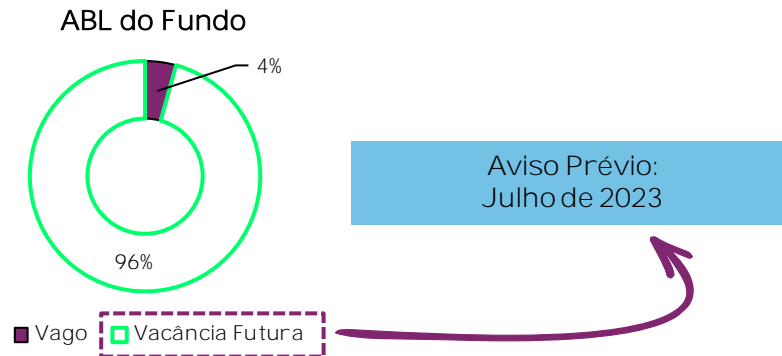 ABL do Fundo
4%
96%
Vago
Vacância Futura
Aviso Prévio:
Julho de 2023